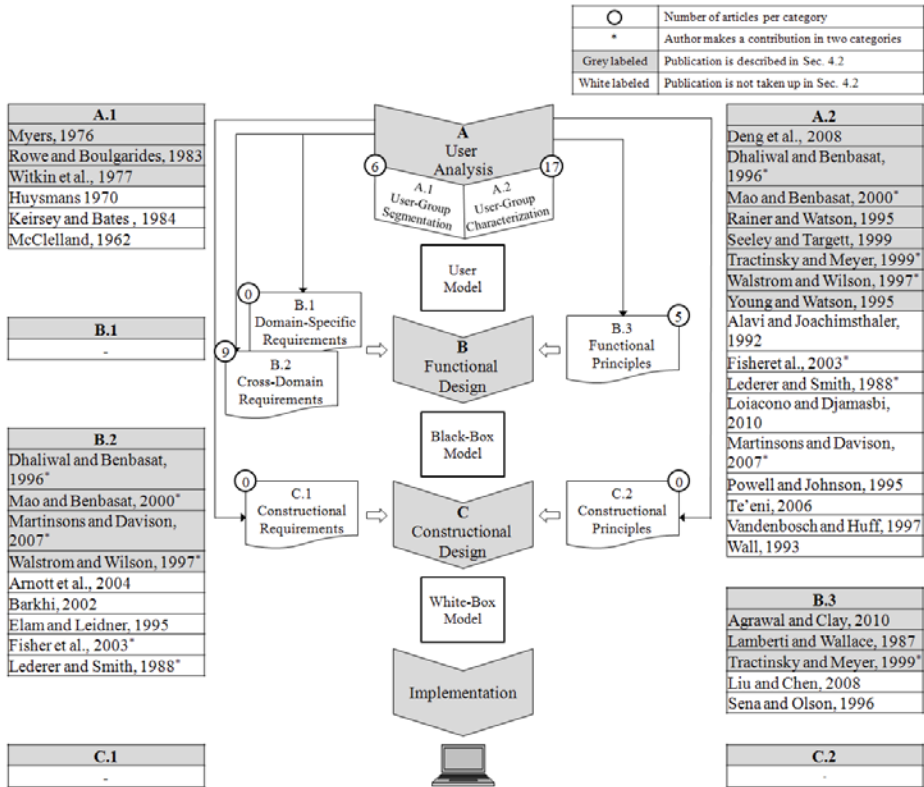 Number of articles per category
* Author makes a contribution in two categories
Grey labeled Publication is described in Sec. 4.2
White labeled Publication is not taken up in Sec. 4.2
A.1
Myers, 1976
Rowe and Boulgarides, 1983
Witkin et al., 1977
Huysmans 1970
Keirsey and Bates , 1984
McClelland, 1962
B.1
-
B.2
Dhaliwal and Benbasat,
1996*
Mao and Benbasat, 2000*
Martinsons and Davison,
2007*
Walstrom and Wilson, 1997*
Arnott et al., 2004
Barkhi, 2002
Elam and Leidner, 1995
Fisher et al., 2003*
Lederer and Smith, 1988*
C.1
-
A
User
Analysis
6
17
A.1
User-Group
Segmentation
A.2
User-Group
Characterization
User
Model
0
B.1
Domain-Specific
Requirements
9
B.2
Cross-Domain
Requirements
B
Functional
Design
5
B.3
Functional
Principles
Black-Box
Model
0
C.1
Constructional
Requirements
C
Constructional
Design
0
C.2
Constructional
Principles
White-Box
Model
Implementation
A.2
Deng et al., 2008
Dhaliwal and Benbasat,
1996*
Mao and Benbasat, 2000*
Rainer and Watson, 1995
Seeley and Targett, 1999
Tractinsky and Meyer, 1999*
Walstrom and Wilson, 1997*
Young and Watson, 1995
Alavi and Joachimsthaler,
1992
Fisheret al., 2003*
Lederer and Smith, 1988*
Loiacono and Djamasbi,
2010
Martinsons and Davison,
2007*
Powell and Johnson, 1995
Te'eni, 2006
Vandenbosch and Huff, 1997
Wall, 1993
B.3
Agrawal and Clay, 2010
Lamberti and Wallace, 1987
Tractinsky and Meyer, 1999*
Liu and Chen, 2008
Sena and Olson, 1996
C.2
-